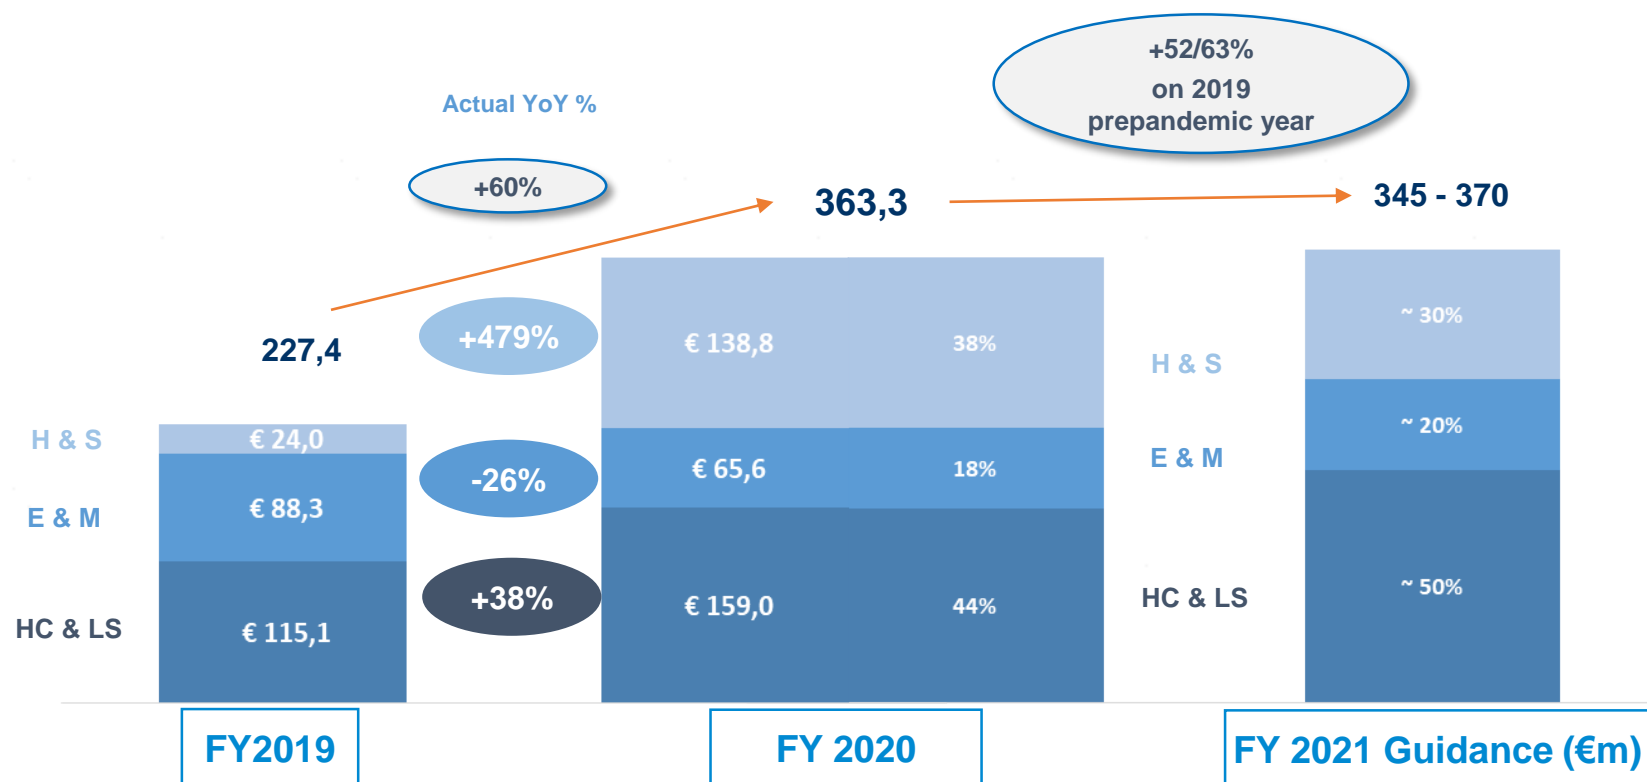 +52/63%
on 2019
prepandemic year
Actual YoY %
+60%
363,3
345 - 370
227,4
+479%
€ 138,8
38%
~ 30%
H & S
H & S
€ 24,0
-26%
€ 65,6
18%
~ 20%
E & M
E & M
€ 88,3
+38%
€ 159,0
44%
~ 50%
HC & LS
HC & LS
€ 115,1
FY2019
FY 2020
FY 2021 Guidance (€m)